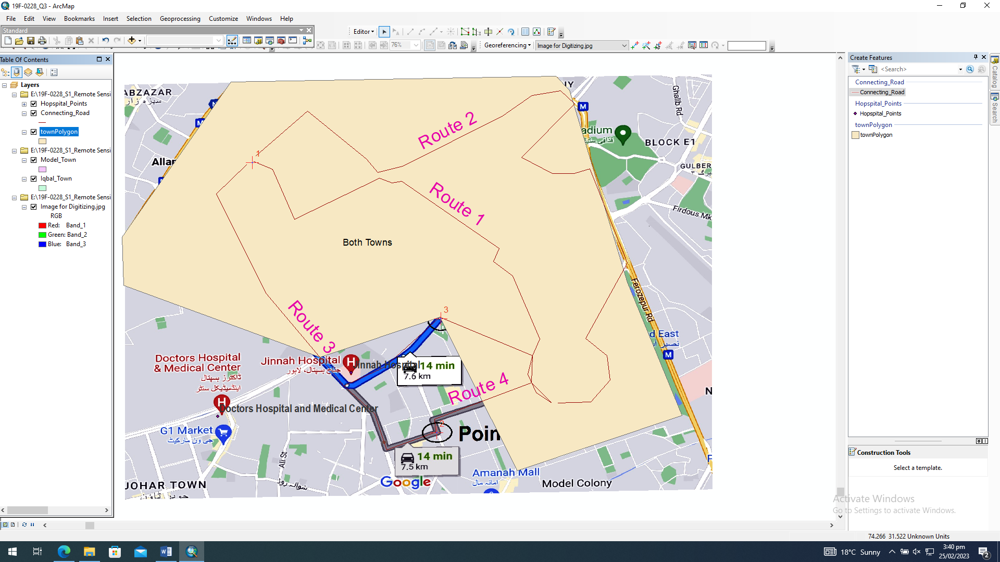 19F-0228_Q3 - ArcMap
File Edit View Bookmarks Insert Selection Geoprocessing Customize Windows Help
Standard
Editor
76%
Georeferencing
Image for Digitizing.jpg
Table Of Contents
Layers
E:\19F-0228_S1_Remote Sensi
Hopspital_Points
Connecting_Road
townPolygon
E:\19F-0228_S1_Remote Sensi
Model_Town
Iqbal_Town
E:\19F-0228_S1_Remote Sensi
Image for Digitizing.jpg
RGB
Red: Band_1
Green: Band_2
Blue: Band_3
ABZAZAR
سبزہ زار
M
Allar
1
Route 2
Route 1
Both Towns
Route 3
3
Route 4
NY
M
Ghalib Rd
adium
BLOCK E1
GULBER
Firdous Mk
Ferozepur Rd
d East
M
N
Doctors Hospital
& Medical Center
ڈاکٹرز ہسپتال
اینڈمیڈیکل سنٹر
Jinnah Hospital
جناح ہسپتال، لاہور
H
Jinnah Hospital
14 min
7.6 km
H
Doctors Hospital and Medical Center
G1 Market
جی ون مارکیٹ
2
Poin
14 min
7.5 km
Ali St
Google
Amanah Mall
امانہ مال
Model Colony
JOHAR TOWN
شوالہ روڈ
Create Features
<Search>
Connecting_Road
Connecting_Road
Hopspital_Points
Hopspital_Points
townPolygon
townPolygon
Construction Tools
Select a template.
Catalog
Search
Activate Windows
Go to Settings to activate Windows.
74.266 31.522 Unknown Units
18°C Sunny
3:40 pm
25/02/2023
2